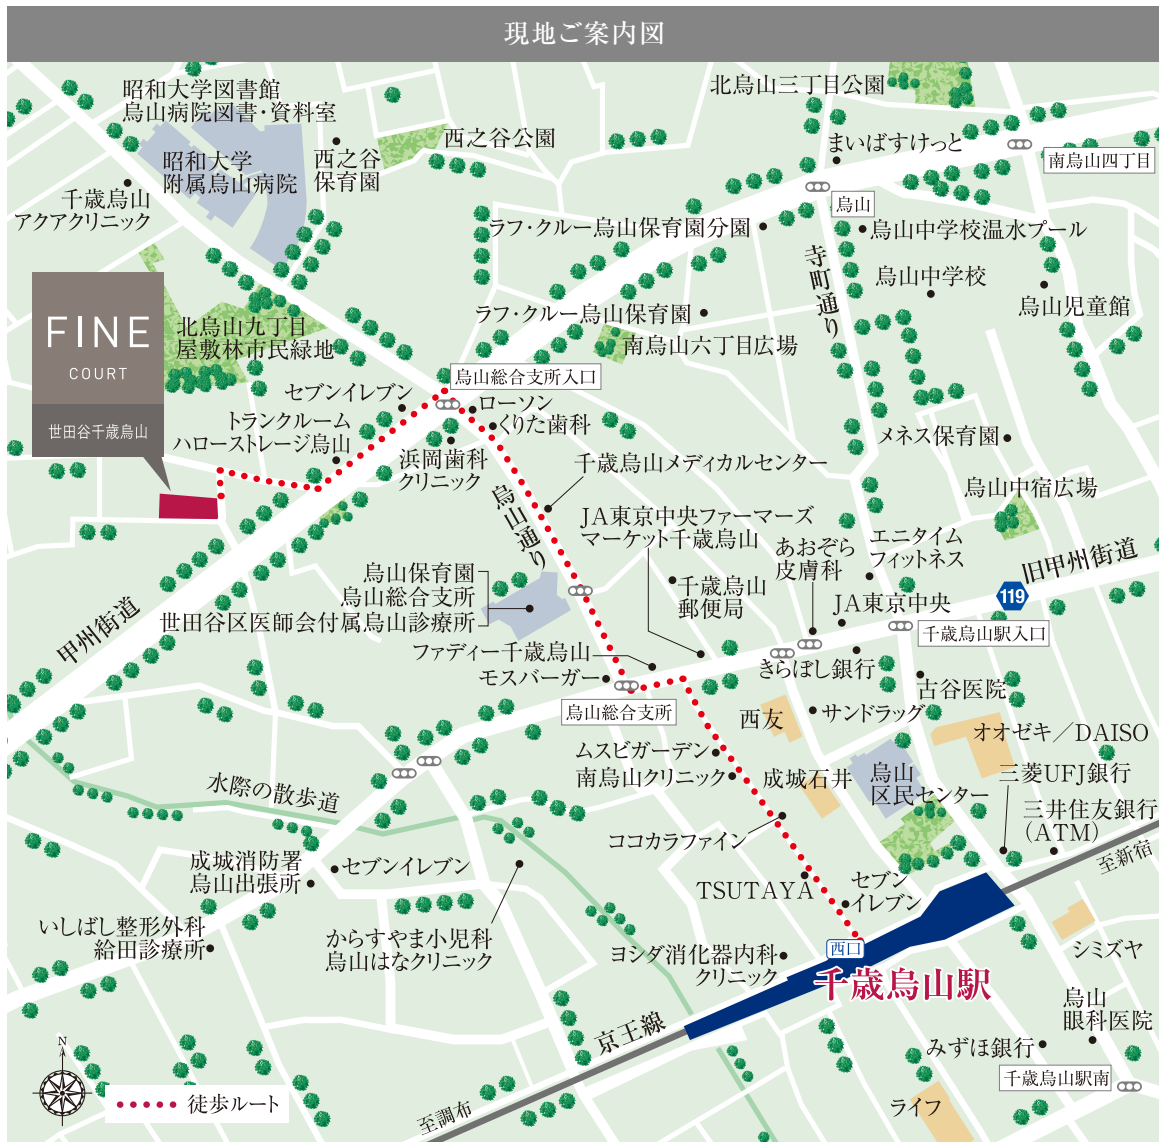 現地ご案内図
昭和大学図書館
烏山病院図書・資料室
昭和大学
附属烏山病院
西之谷
保育園
西之谷公園
北烏山三丁目公園
まいばすけっと
南烏山四丁目
千歳烏山
アクアクリニック
烏山
ラフ・クルー烏山保育園分園
烏山中学校温水プール
寺町通り
烏山中学校
烏山児童館
FINE
COURT
世田谷千歳烏山
北烏山九丁目
屋敷林市民緑地
ラフ・クルー烏山保育園
南烏山六丁目広場
烏山総合支所入口
セブンイレブン
ローソン
くりた歯科
トランクルーム
ハローストレージ烏山
浜岡歯科
クリニック
千歳烏山メディカルセンター
メネス保育園
烏山中宿広場
烏山通り
JA東京中央ファーマーズ
マーケット千歳烏山
あおぞら
皮膚科
エニタイム
フィットネス
旧甲州街道
119
烏山保育園
烏山総合支所
世田谷区医師会付属烏山診療所
千歳烏山
郵便局
JA東京中央
千歳烏山駅入口
甲州街道
ファディー千歳烏山
モスバーガー
きらぼし銀行
古谷医院
烏山総合支所
西友
サンドラッグ
オオゼキ／DAISO
ムスビガーデン
南烏山クリニック
成城石井
烏山
区民センター
三菱UFJ銀行
三井住友銀行
(ATM)
水際の散歩道
ココカラファイン
至新宿
成城消防署
烏山出張所
セブンイレブン
TSUTAYA
セブン
イレブン
いしばし整形外科
給田診療所
からすやま小児科
烏山はなクリニック
ヨシダ消化器内科
クリニック
西口
千歳烏山駅
シミズヤ
烏山
眼科医院
京王線
みずほ銀行
千歳烏山駅南
N
徒歩ルート
至調布
ライフ